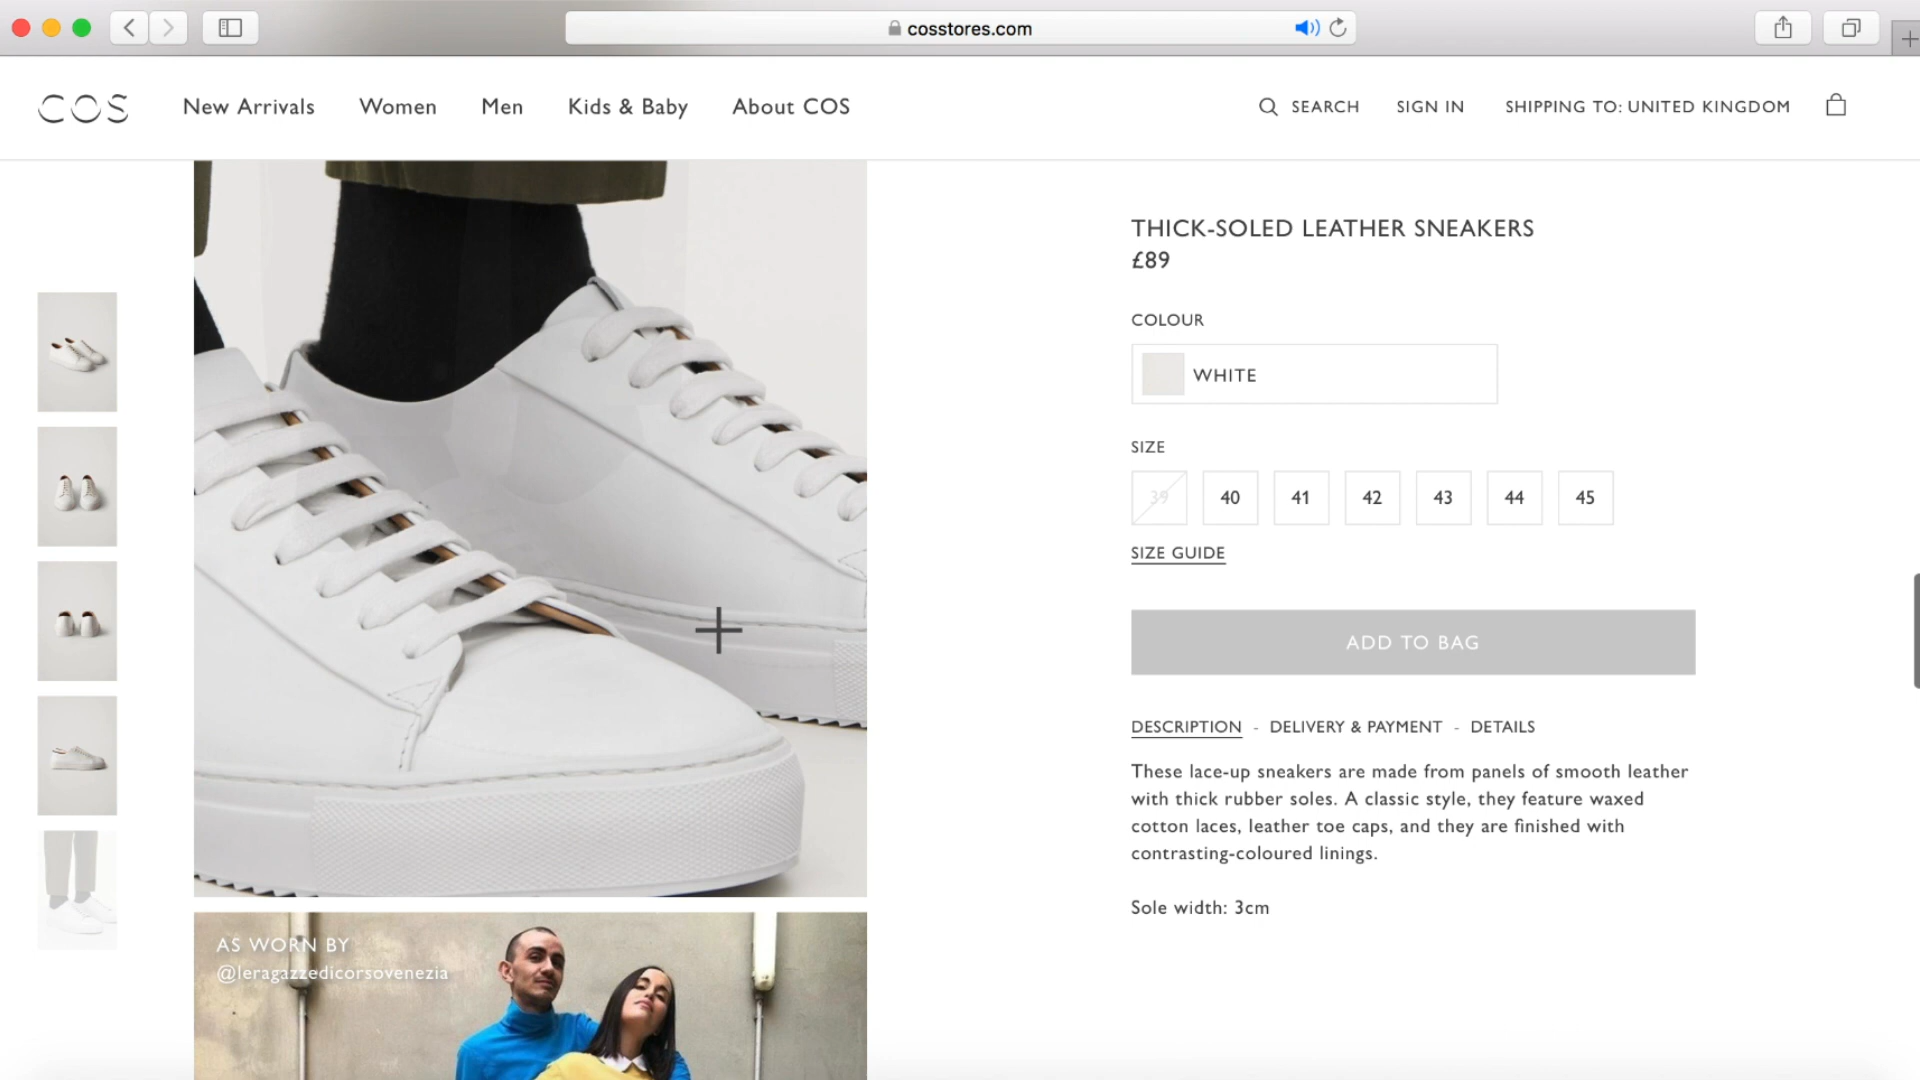 cosstores.com
COS
New Arrivals
Women
Men
Kids & Baby
About COS
SEARCH
SIGN IN
SHIPPING TO: UNITED KINGDOM
THICK-SOLED LEATHER SNEAKERS
£89
COLOUR
WHITE
SIZE
39 40 41 42 43 44 45
SIZE GUIDE
ADD TO BAG
DESCRIPTION - DELIVERY & PAYMENT - DETAILS
These lace-up sneakers are made from panels of smooth leather
with thick rubber soles. A classic style, they feature waxed
cotton laces, leather toe caps, and they are finished with
contrasting-coloured linings.
Sole width: 3cm
AS WORN BY
@leragazzedicorsovenezia